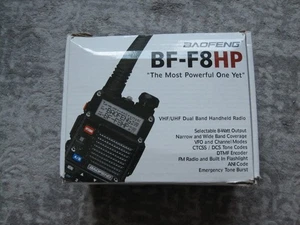 BAOFENG
BF-F8HP
"The Most Powerful One Yet"
VHF/UHF Dual Band Handheld Radio
Selectable 8-Watt Output
Narrow and Wide Band Coverage
VFO and Channel Modes
CTCSS / DCS Tone Codes
DTMF Encoder
FM Radio and Built In Flashlight
ANI Code
Emergency Tone Burst